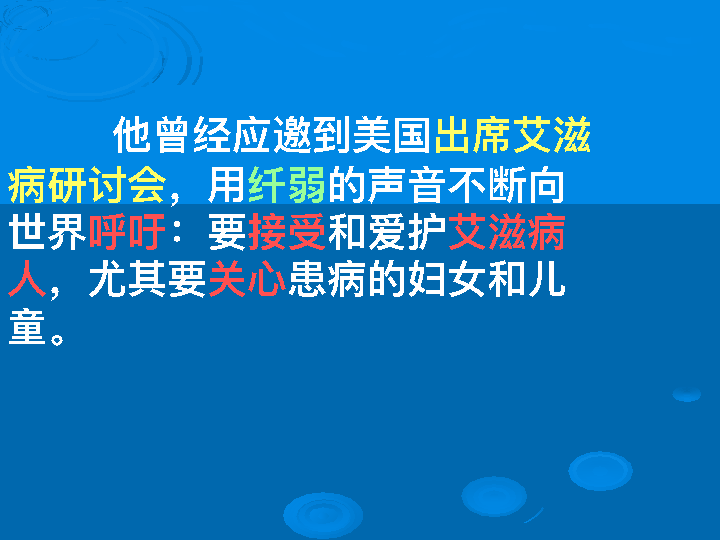 他曾经应邀到美国出席艾滋
病研讨会，用纤弱的声音不断向
世界呼吁：要接受和爱护艾滋病
人，尤其要关心患病的妇女和儿
童。